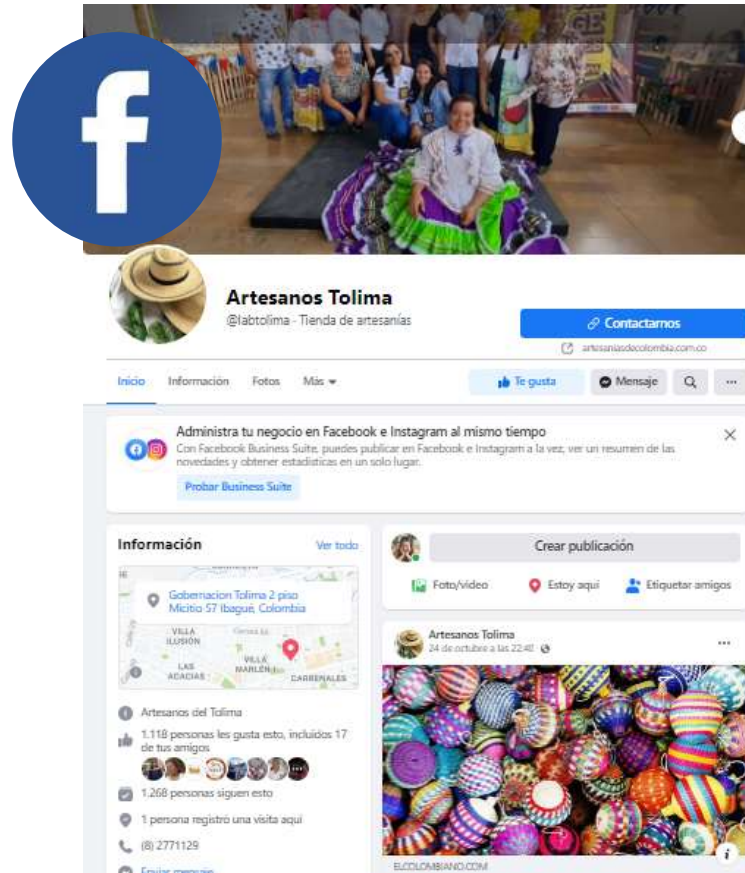 f
Artesanos Tolima
@labtolima · Tienda de artesanías
Contactarnos
artesaniasdecolombia.com.co
Inicio Información Fotos Más Te gusta Mensaje
Administra tu negocio en Facebook e Instagram al mismo tiempo
Con Facebook Business Suite, puedes publicar en Facebook e Instagram a la vez, ver un resumen de las
novedades y obtener estadísticas en un solo lugar.
Probar Business Suite
Información Ver todo
Gobernacion Tolima 2 piso
Micitio 57 Ibagué, Colombia
VILLA
ILUSIÓN
LAS
ACACIAS
VILLA
MARLÉN I
CARRENALES
Artesanos del Tolima
1.118 personas les gusta esto, incluidos 17
de tus amigos
1.268 personas siguen esto
1 persona registró una visita aquí
(8) 2771129
Enviar mensaje
Crear publicación
Foto/video Estoy aquí Etiquetar amigos
Artesanos Tolima
24 de octubre a las 22:40
ELCOLOMBIANO.COM